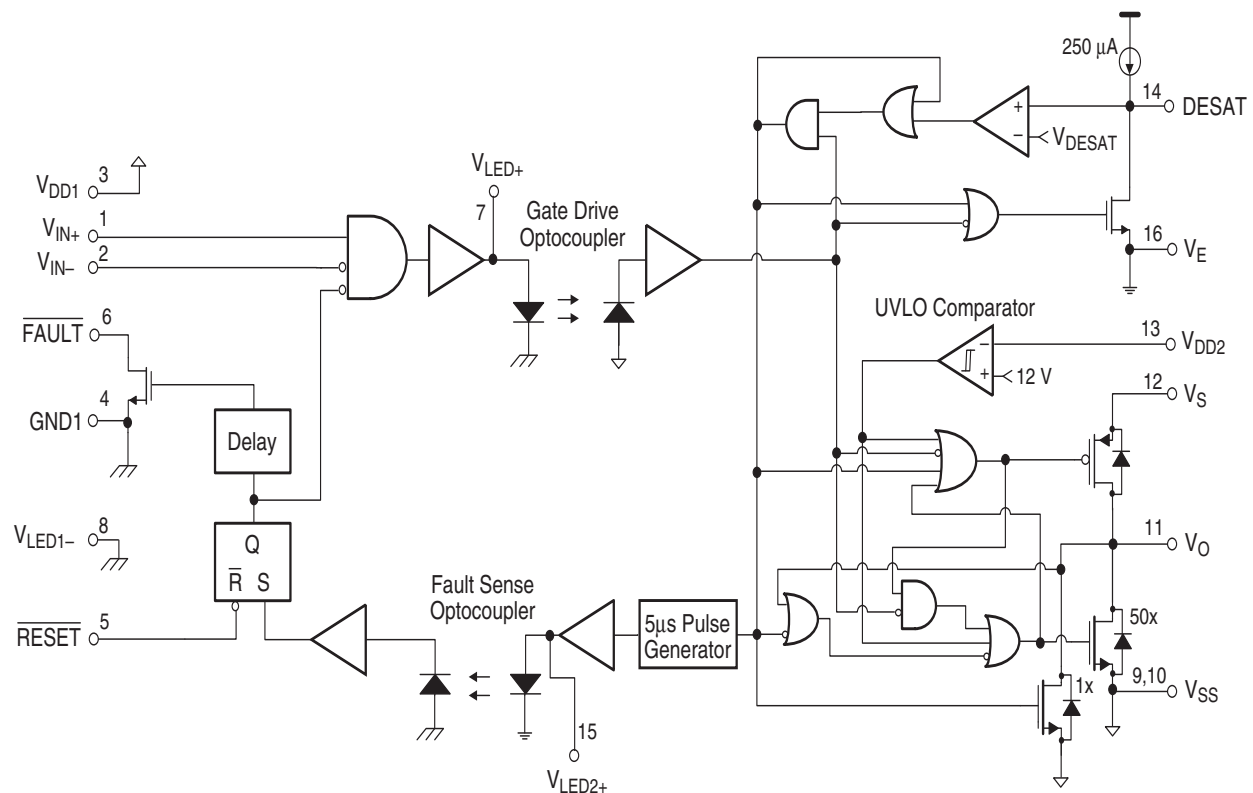 250 μA
14
DESAT
+
–
V_DESAT
V_LED+
3
V_DD1
7
Gate Drive
Optocoupler
1
V_IN+
2
V_IN–
16
V_E
UVLO Comparator
6
FAULT
13
V_DD2
–
+
12 V
12
V_S
4
GND1
Delay
8
V_LED1–
Q
R S
11
V_O
Fault Sense
Optocoupler
5μs Pulse
Generator
50x
5
RESET
1x
9,10
V_SS
15
V_LED2+